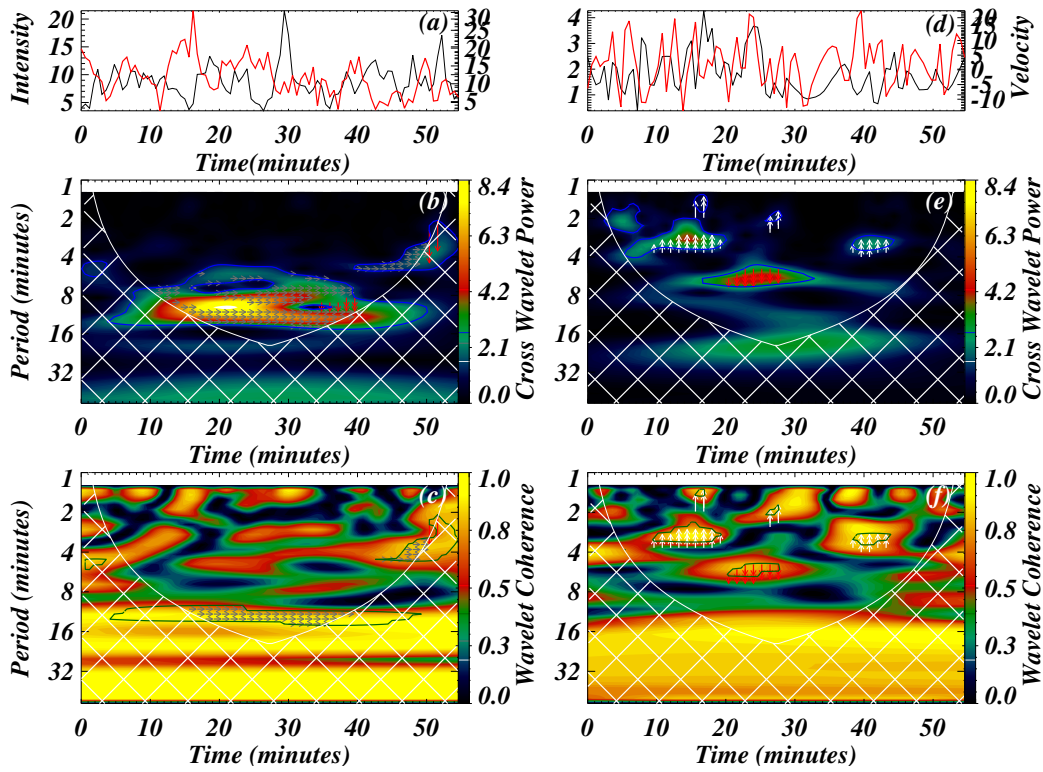 (a)
Intensity
20
15
10
5
30
25
20
15
10
5
0 10 20 30 40 50
Time(minutes)
(d)
4
3
2
1
20
15
10
5
0
-5
-10
Velocity
0 10 20 30 40 50
Time(minutes)
(b)
Period (minutes)
1
2
4
8
16
32
8.4
6.3
4.2
2.1
0.0
Cross Wavelet Power
0 10 20 30 40 50
Time (minutes)
(e)
1
2
4
8
16
32
8.4
6.3
4.2
2.1
0.0
Cross Wavelet Power
0 10 20 30 40 50
Time (minutes)
(c)
Period (minutes)
1
2
4
8
16
32
1.0
0.8
0.5
0.3
0.0
Wavelet Coherence
0 10 20 30 40 50
Time (minutes)
(f)
1
2
4
8
16
32
1.0
0.8
0.5
0.3
0.0
Wavelet Coherence
0 10 20 30 40 50
Time (minutes)